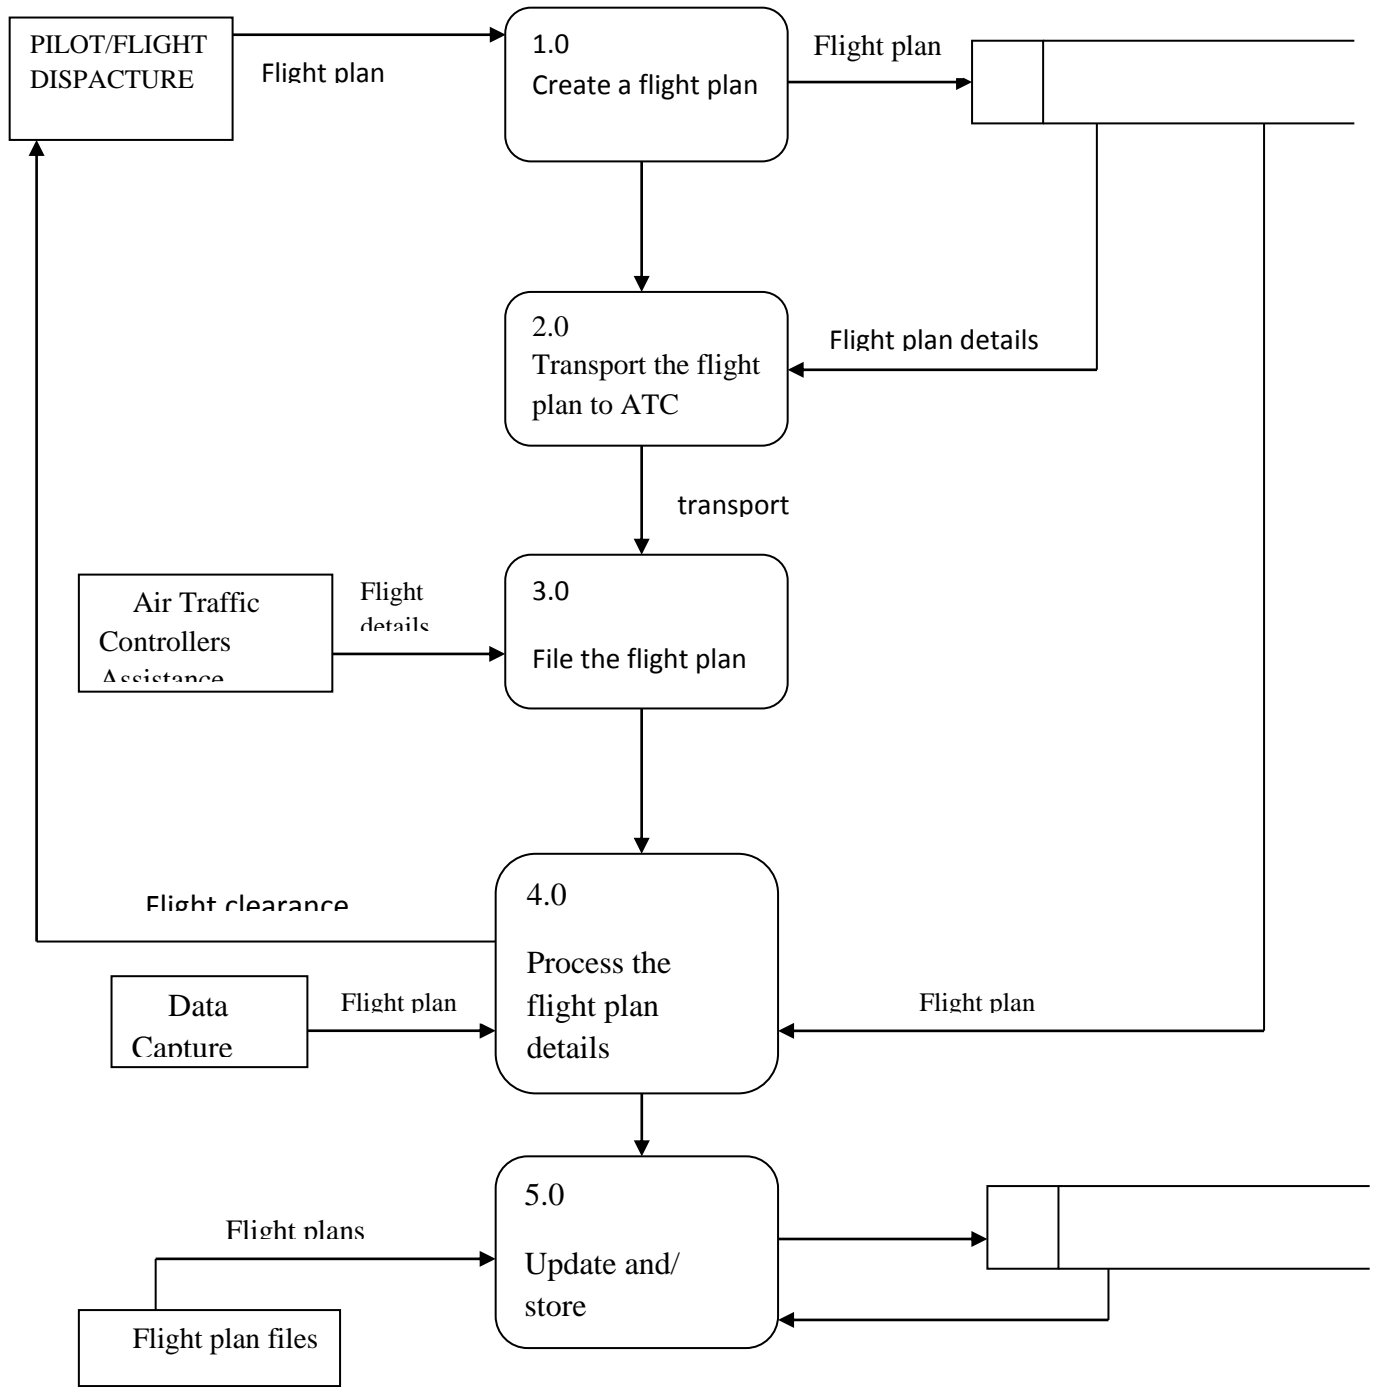 PILOT/FLIGHT
DISPACTURE
Flight plan
1.0
Create a flight plan
Flight plan
2.0
Transport the flight
plan to ATC
Flight plan details
transport
Air Traffic
Controllers
Assistance
Flight
details
3.0
File the flight plan
Flight clearance
4.0
Process the
flight plan
details
Data
Capture
Flight plan
Flight plan
5.0
Update and/
store
Flight plans
Flight plan files